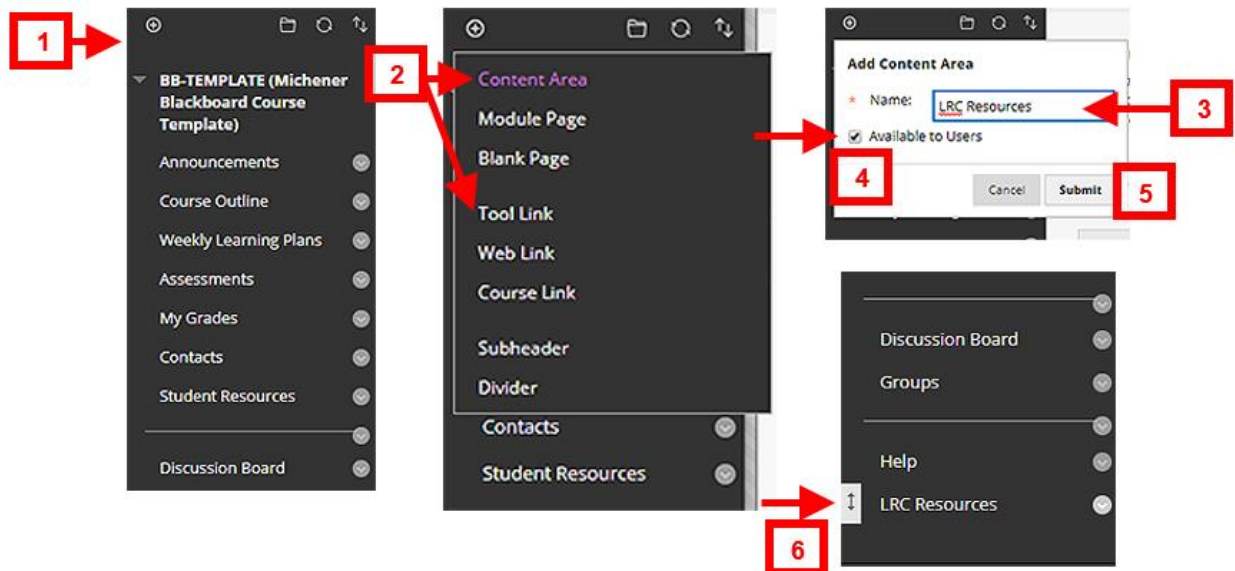 1
BB-TEMPLATE (Michener
Blackboard Course
Template)
Announcements
Course Outline
Weekly Learning Plans
Assessments
My Grades
Contacts
Student Resources
Discussion Board
2
Content Area
Module Page
Blank Page
Tool Link
Web Link
Course Link
Subheader
Divider
Contacts
Student Resources
Add Content Area
* Name: LRC Resources
Available to Users
3
4
Cancel Submit
5
Discussion Board
Groups
Help
LRC Resources
6